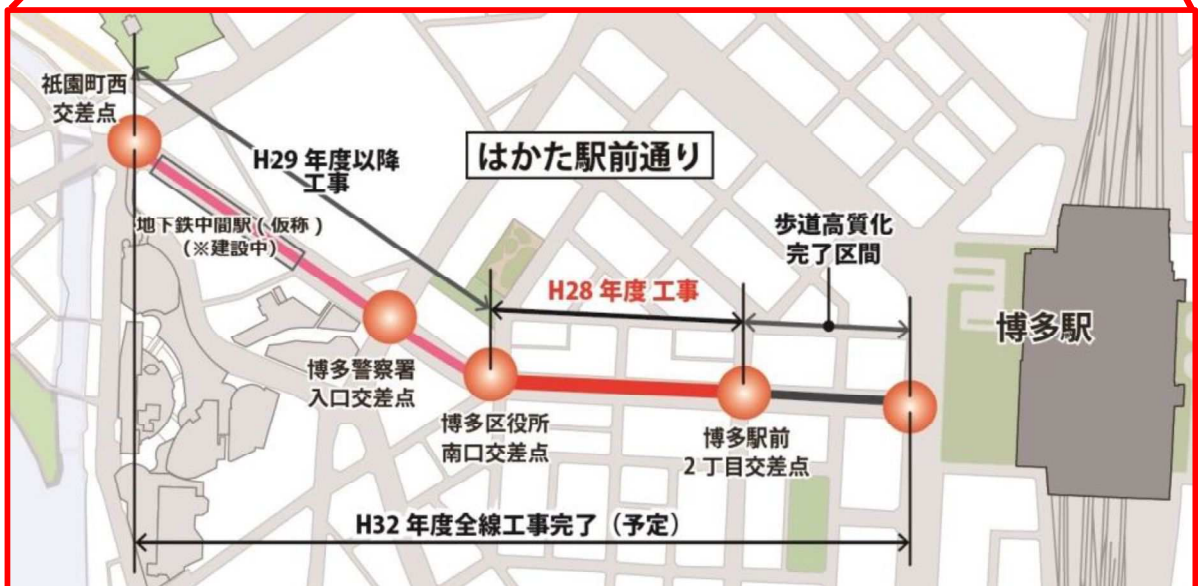 祇園町西
交差点
H29 年度以降
工事
はかた駅前通り
地下鉄中間駅(仮称)
(※建設中)
歩道高質化
完了区間
H28 年度 工事
博多駅
博多警察署
入口交差点
博多区役所
南口交差点
博多駅前
2 丁目交差点
H32 年度全線工事完了(予定)